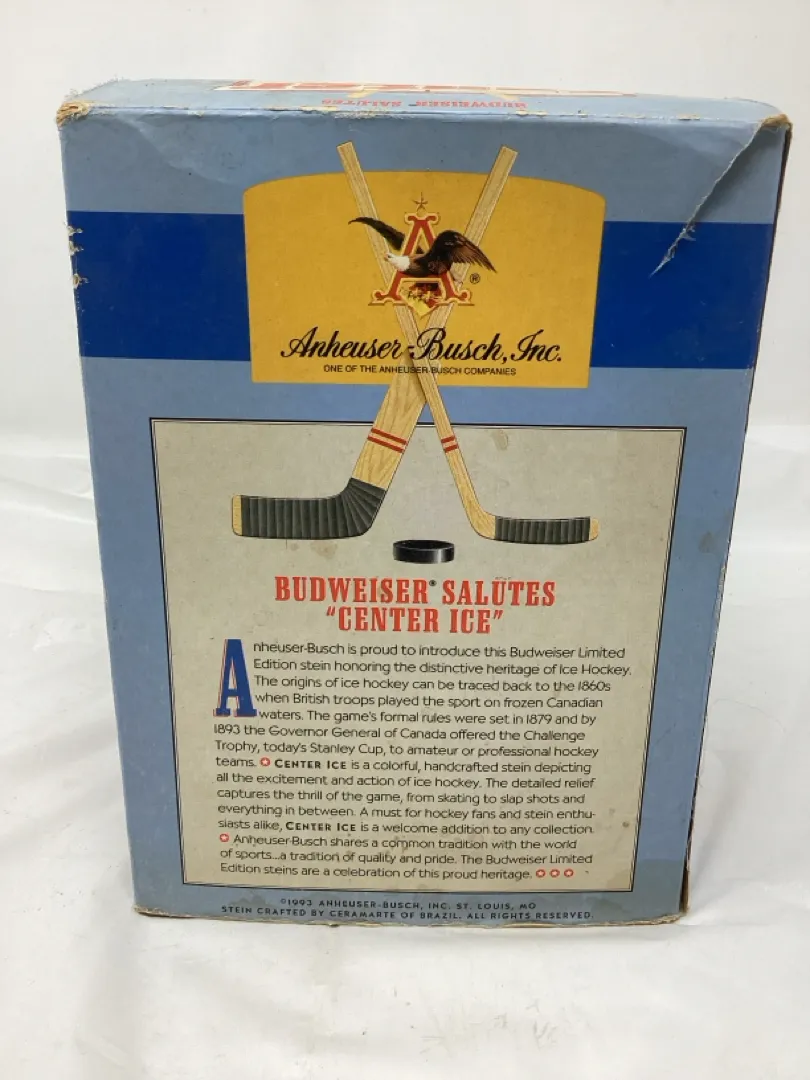 BUDWEISER SALUTES
A
®
Anheuser-Busch, Inc.
ONE OF THE ANHEUSER-BUSCH COMPANIES
BUDWEISER® SALUTES
"CENTER ICE"
Anheuser-Busch is proud to introduce this Budweiser Limited
Edition stein honoring the distinctive heritage of Ice Hockey.
The origins of ice hockey can be traced back to the 1860s
when British troops played the sport on frozen Canadian
waters. The game's formal rules were set in 1879 and by
1893 the Governor General of Canada offered the Challenge
Trophy, today's Stanley Cup, to amateur or professional hockey
teams. ✪ CENTER ICE is a colorful, handcrafted stein depicting
all the excitement and action of ice hockey. The detailed relief
captures the thrill of the game, from skating to slap shots and
everything in between. A must for hockey fans and stein enthu-
siasts alike, CENTER ICE is a welcome addition to any collection.
✪ Anheuser-Busch shares a common tradition with the world
of sports...a tradition of quality and pride. The Budweiser Limited
Edition steins are a celebration of this proud heritage. ✪ ✪ ✪
©1993 ANHEUSER-BUSCH, INC. ST. LOUIS, MO
STEIN CRAFTED BY CERAMARTE OF BRAZIL. ALL RIGHTS RESERVED.